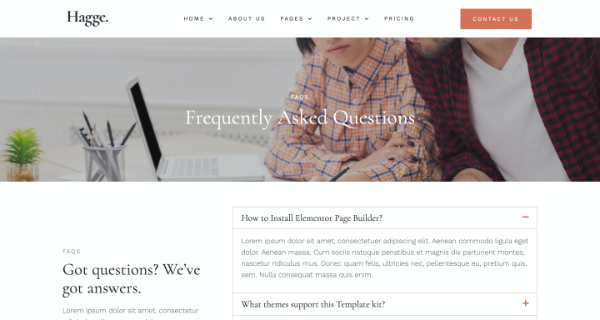 Hagge.
HOME ABOUT US PAGES PROJECT PRICING
CONTACT US
FAQS
Frequently Asked Questions
FAQS
Got questions? We've
got answers.
Lorem ipsum dolor sit amet, consectetur
How to Install Elementor Page Builder?
Lorem ipsum dolor sit amet, consectetuer adipiscing elit. Aenean commodo ligula eget
dolor. Aenean massa. Cum sociis natoque penatibus et magnis dis parturient montes,
nascetur ridiculus mus. Donec quam felis, ultricies nec, pellentesque eu, pretium quis,
sem. Nulla consequat massa quis enim.
What themes support this Template kit?